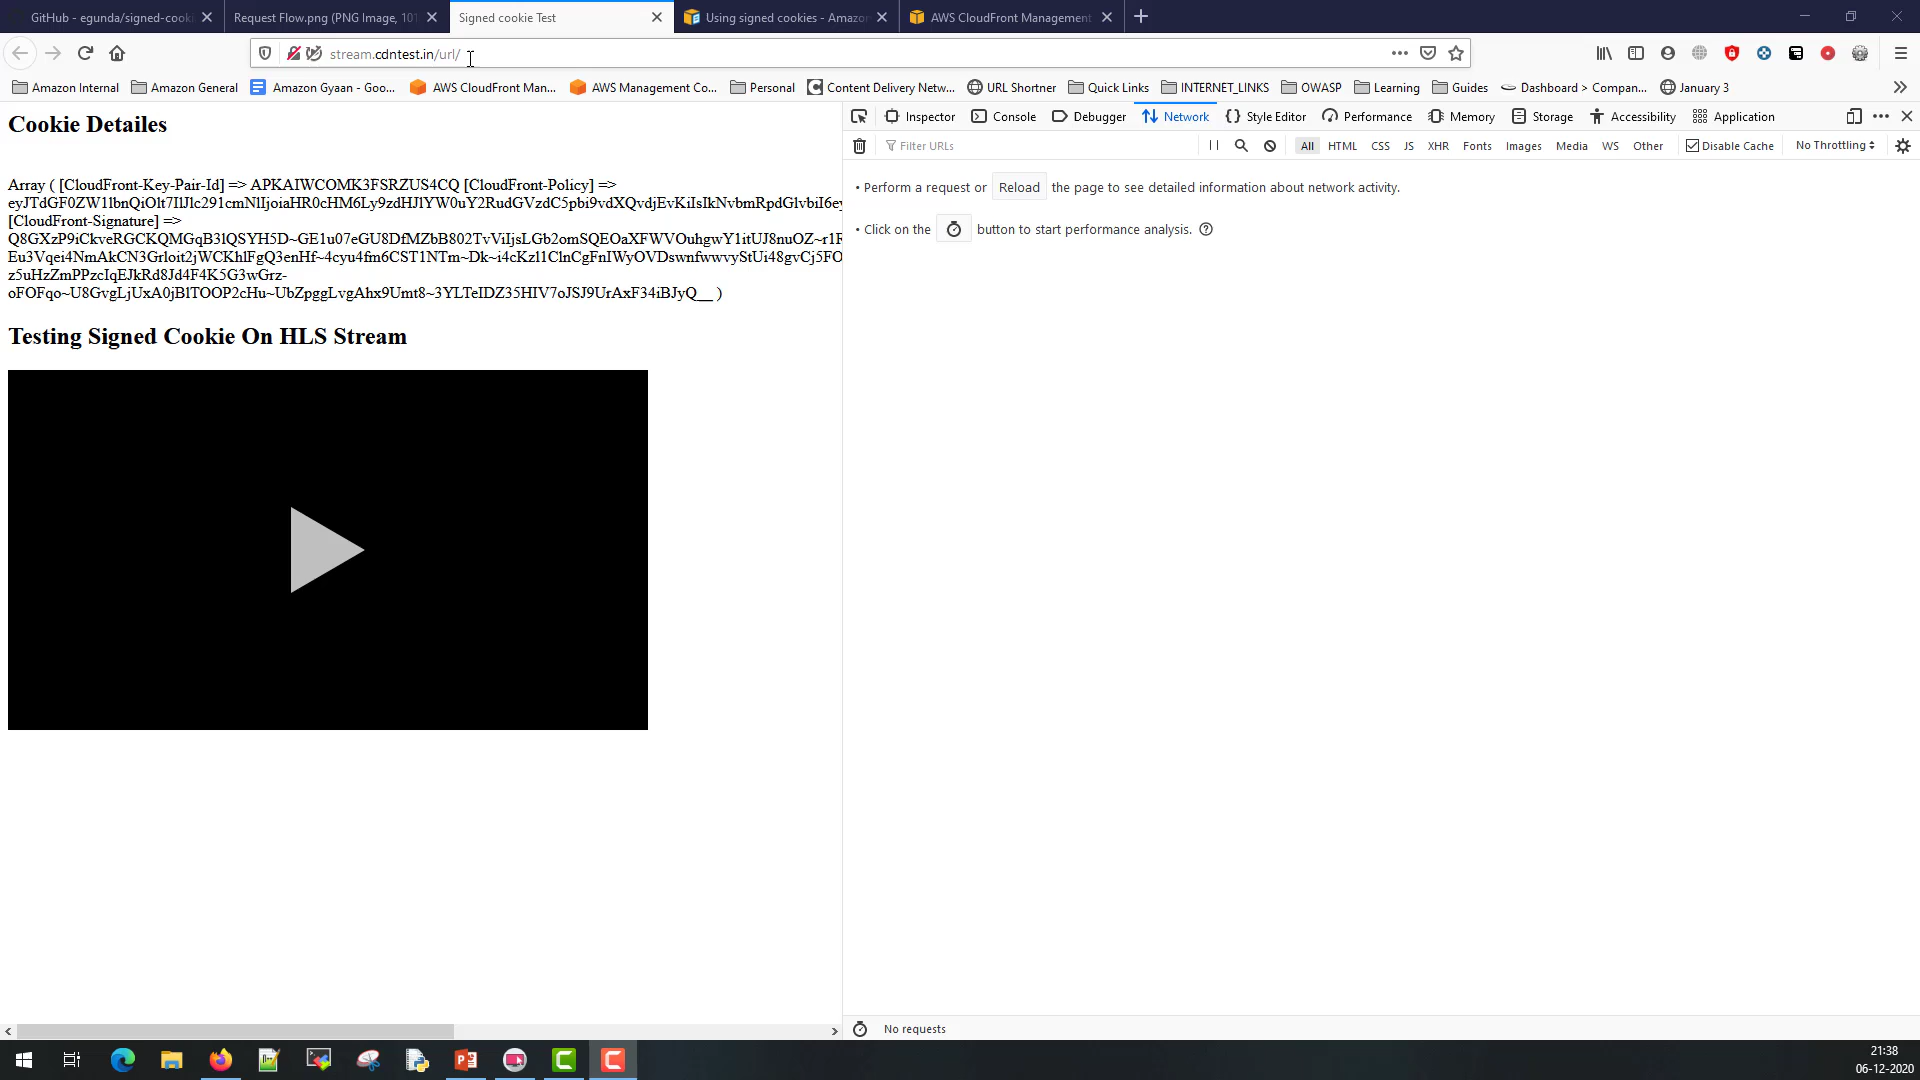 GitHub - egunda/signed-cooki
Request Flow.png (PNG Image, 101
Signed cookie Test
Using signed cookies - Amazo
AWS CloudFront Management
stream.cdntest.in/url/
Amazon Internal
Amazon General
Amazon Gyaan - Goo...
AWS CloudFront Man...
AWS Management Co...
Personal
Content Delivery Netw...
URL Shortner
Quick Links
INTERNET_LINKS
OWASP
Learning
Guides
Dashboard > Compan...
January 3
Cookie Detailes
Array ( [CloudFront-Key-Pair-Id] => APKAIWCOMK3FSRZUS4CQ [CloudFront-Policy] =>
[CloudFront-Signature] =>
z5uHzZmPPzcIqEJkRd8Jd4F4K5G3wGrz-
oFOFqo~U8GvgLjUxA0jBlTOOP2cHu~UbZpggLvgAhx9Umt8~3YLTeIDZ35HIV7oJSJ9UrAxF34iBJyQ__ )
Testing Signed Cookie On HLS Stream
Inspector
Console
Debugger
Network
Style Editor
Performance
Memory
Storage
Accessibility
Application
Filter URLs
All
HTML
CSS
JS
XHR
Fonts
Images
Media
WS
Other
Disable Cache
No Throttling
• Perform a request or Reload the page to see detailed information about network activity.
• Click on the button to start performance analysis.
No requests
21:38
06-12-2020